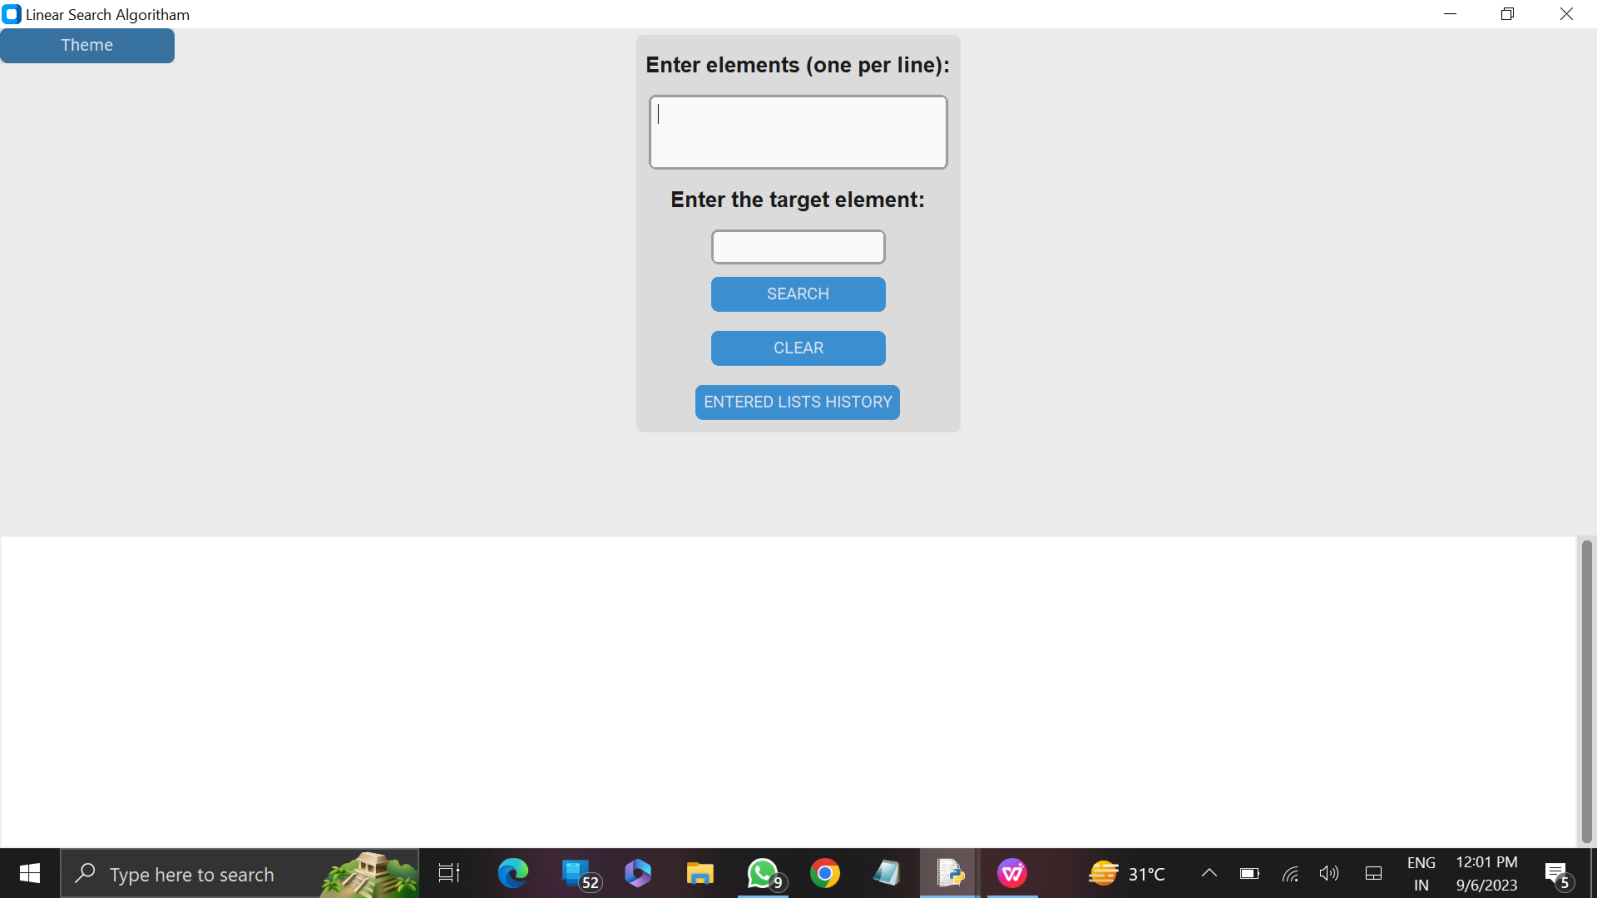 Linear Search Algoritham
Theme
Enter elements (one per line):
Enter the target element:
SEARCH
CLEAR
ENTERED LISTS HISTORY
Type here to search
52
9
31°C
ENG
IN
12:01 PM
9/6/2023
5